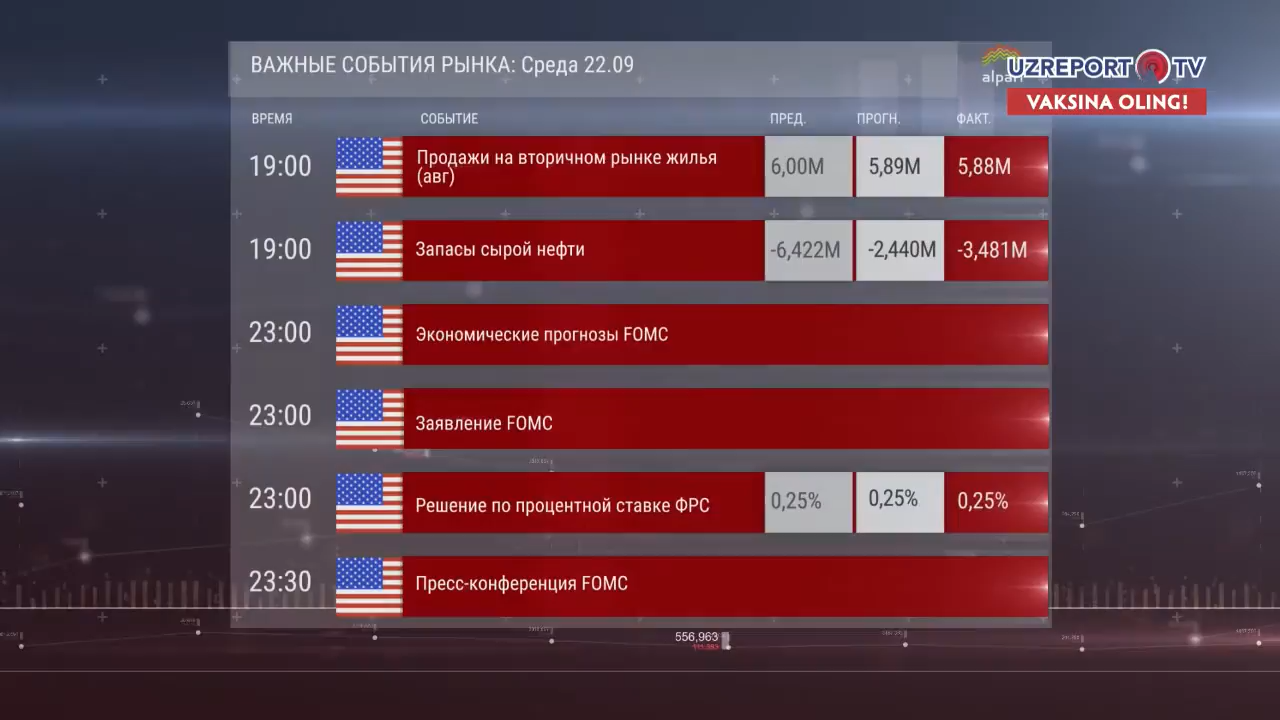 ВАЖНЫЕ СОБЫТИЯ РЫНКА: Среда 22.09
UZREPORT TV
VAKSINA OLING!
ВРЕМЯ СОБЫТИЕ ПРЕД. ПРОГН. ФАКТ.
19:00 Продажи на вторичном рынке жилья (авг) 6,00M 5,89M 5,88M
19:00 Запасы сырой нефти -6,422M -2,440M -3,481M
23:00 Экономические прогнозы FOMC
23:00 Заявление FOMC
23:00 Решение по процентной ставке ФРС 0,25% 0,25% 0,25%
23:30 Пресс-конференция FOMC
556,963